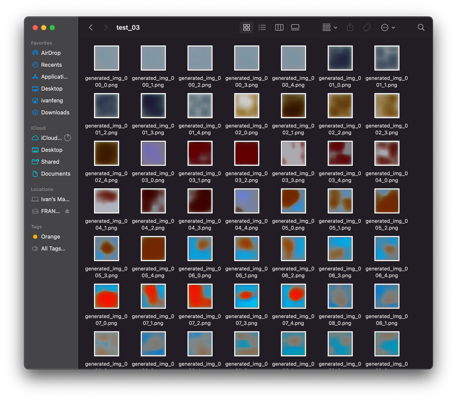 test_03
Favorites
AirDrop
Recents
Applicati...
Desktop
Ivanfeng
Downloads
iCloud
iCloud...
Desktop
Shared
Documents
Locations
Ivan's Ma...
FRAN...
Tags
Orange
All Tags...
generated_img_0 generated_img_0 generated_img_0 generated_img_0 generated_img_0 generated_img_0 generated_img_0
00_0.png 00_1.png 00_2.png 00_3.png 00_4.png 01_0.png 01_1.png
generated_img_0 generated_img_0 generated_img_0 generated_img_0 generated_img_0 generated_img_0 generated_img_0
01_2.png 01_3.png 01_4.png 02_0.png 02_1.png 02_2.png 02_3.png
generated_img_0 generated_img_0 generated_img_0 generated_img_0 generated_img_0 generated_img_0 generated_img_0
02_4.png 03_0.png 03_1.png 03_2.png 03_3.png 03_4.png 04_0.png
generated_img_0 generated_img_0 generated_img_0 generated_img_0 generated_img_0 generated_img_0 generated_img_0
04_1.png 04_2.png 04_3.png 04_4.png 05_0.png 05_1.png 05_2.png
generated_img_0 generated_img_0 generated_img_0 generated_img_0 generated_img_0 generated_img_0 generated_img_0
05_3.png 05_4.png 06_0.png 06_1.png 06_2.png 06_3.png 06_4.png
generated_img_0 generated_img_0 generated_img_0 generated_img_0 generated_img_0 generated_img_0 generated_img_0
07_0.png 07_1.png 07_2.png 07_3.png 07_4.png 08_0.png 08_1.png
generated_img_0 generated_img_0 generated_img_0 generated_img_0 generated_img_0 generated_img_0 generated_img_0